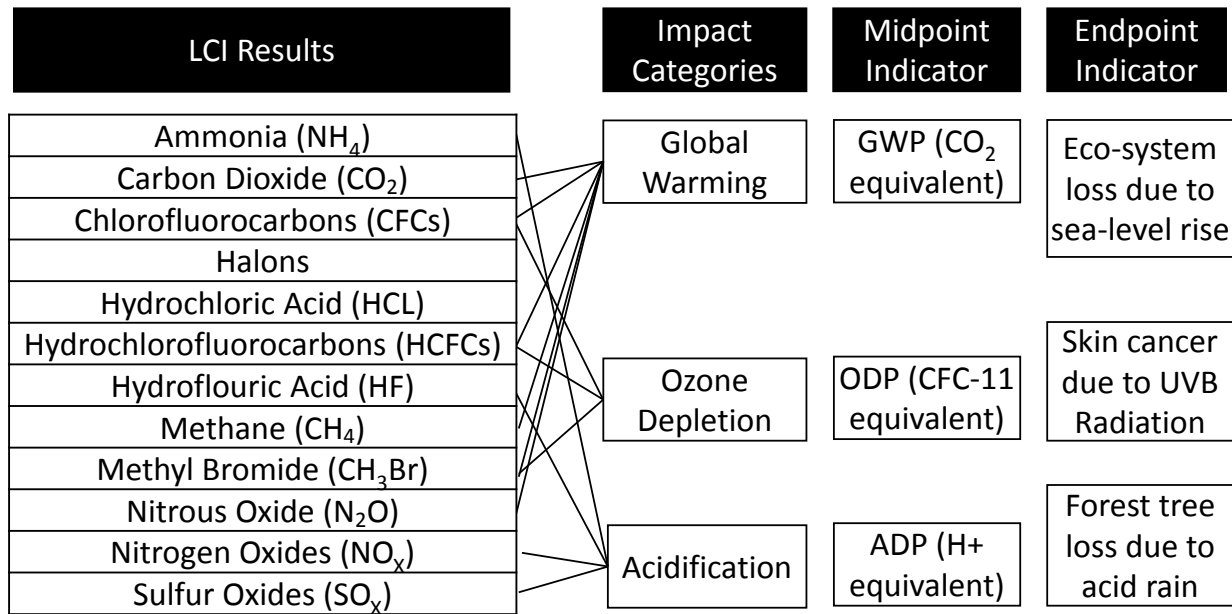 LCI Results
Impact
Categories
Midpoint
Indicator
Endpoint
Indicator
Ammonia (NH₄)
Carbon Dioxide (CO₂)
Chlorofluorocarbons (CFCs)
Halons
Hydrochloric Acid (HCL)
Hydrochlorofluorocarbons (HCFCs)
Hydroflouric Acid (HF)
Methane (CH₄)
Methyl Bromide (CH₃Br)
Nitrous Oxide (N₂O)
Nitrogen Oxides (NOₓ)
Sulfur Oxides (SOₓ)
Global
Warming
GWP (CO₂
equivalent)
Eco-system
loss due to
sea-level rise
Ozone
Depletion
ODP (CFC-11
equivalent)
Skin cancer
due to UVB
Radiation
Acidification
ADP (H+
equivalent)
Forest tree
loss due to
acid rain